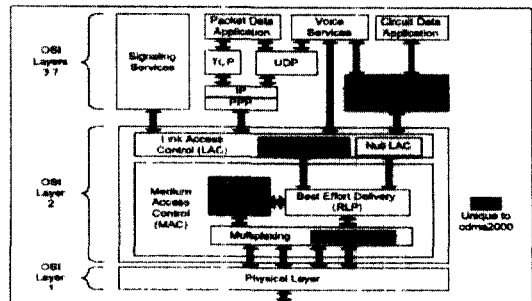 OSI
Layers
3-7
Signaling
Services
Packet Data
Application
Voice
Services
Circuit Data
Application
TCP
UDP
IP
PPP
OSI
Layer
2
Link Access
Control (LAC)
Null LAC
Medium
Access
Control
(MAC)
Best Effort Delivery
(RLP)
Multiplexing
Unique to
cdma2000
OSI
Layer
1
Physical Layer